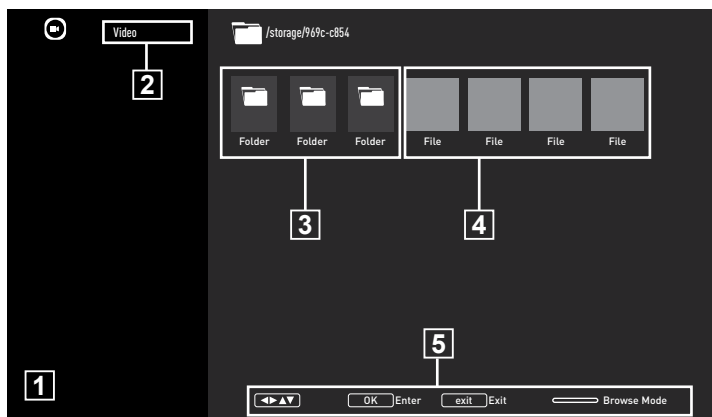 Video
/storage/969c-c854
2
Folder Folder Folder File File File File
3
4
5
1
◀▶▲▼ OK Enter exit Exit Browse Mode